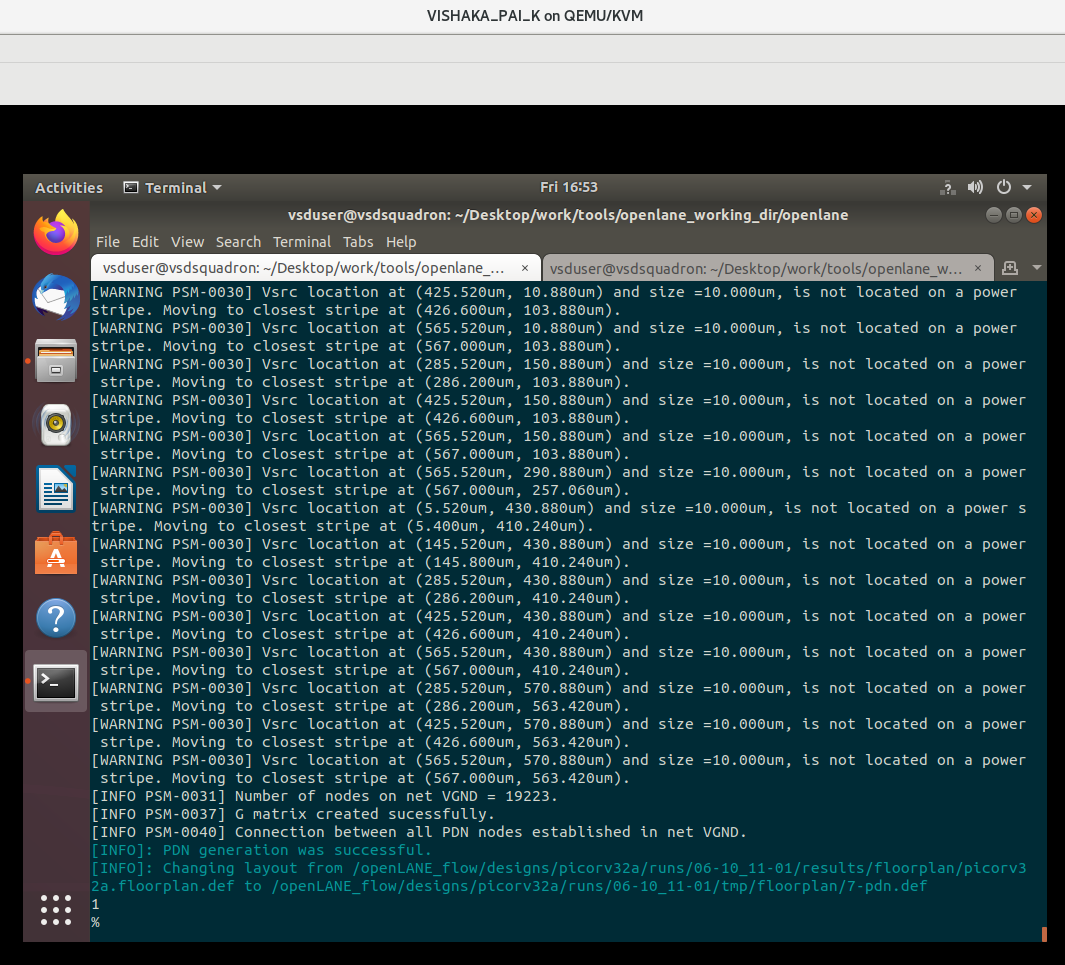 VISHAKA_PAI_K on QEMU/KVM
Activities Terminal Fri 16:53
vsduser@vsdsquadron: ~/Desktop/work/tools/openlane_working_dir/openlane
File Edit View Search Terminal Tabs Help
vsduser@vsdsquadron: ~/Desktop/work/tools/openlane_... × vsduser@vsdsquadron: ~/Desktop/work/tools/openlane_w... ×
[WARNING PSM-0030] Vsrc location at (425.520um, 10.880um) and size =10.000um, is not located on a power
stripe. Moving to closest stripe at (426.600um, 103.880um).
[WARNING PSM-0030] Vsrc location at (565.520um, 10.880um) and size =10.000um, is not located on a power
stripe. Moving to closest stripe at (567.000um, 103.880um).
[WARNING PSM-0030] Vsrc location at (285.520um, 150.880um) and size =10.000um, is not located on a power
 stripe. Moving to closest stripe at (286.200um, 103.880um).
[WARNING PSM-0030] Vsrc location at (425.520um, 150.880um) and size =10.000um, is not located on a power
 stripe. Moving to closest stripe at (426.600um, 103.880um).
[WARNING PSM-0030] Vsrc location at (565.520um, 150.880um) and size =10.000um, is not located on a power
 stripe. Moving to closest stripe at (567.000um, 103.880um).
[WARNING PSM-0030] Vsrc location at (565.520um, 290.880um) and size =10.000um, is not located on a power
 stripe. Moving to closest stripe at (567.000um, 257.060um).
[WARNING PSM-0030] Vsrc location at (5.520um, 430.880um) and size =10.000um, is not located on a power s
tripe. Moving to closest stripe at (5.400um, 410.240um).
[WARNING PSM-0030] Vsrc location at (145.520um, 430.880um) and size =10.000um, is not located on a power
 stripe. Moving to closest stripe at (145.800um, 410.240um).
[WARNING PSM-0030] Vsrc location at (285.520um, 430.880um) and size =10.000um, is not located on a power
 stripe. Moving to closest stripe at (286.200um, 410.240um).
[WARNING PSM-0030] Vsrc location at (425.520um, 430.880um) and size =10.000um, is not located on a power
 stripe. Moving to closest stripe at (426.600um, 410.240um).
[WARNING PSM-0030] Vsrc location at (565.520um, 430.880um) and size =10.000um, is not located on a power
 stripe. Moving to closest stripe at (567.000um, 410.240um).
[WARNING PSM-0030] Vsrc location at (285.520um, 570.880um) and size =10.000um, is not located on a power
 stripe. Moving to closest stripe at (286.200um, 563.420um).
[WARNING PSM-0030] Vsrc location at (425.520um, 570.880um) and size =10.000um, is not located on a power
 stripe. Moving to closest stripe at (426.600um, 563.420um).
[WARNING PSM-0030] Vsrc location at (565.520um, 570.880um) and size =10.000um, is not located on a power
 stripe. Moving to closest stripe at (567.000um, 563.420um).
[INFO PSM-0031] Number of nodes on net VGND = 19223.
[INFO PSM-0037] G matrix created sucessfully.
[INFO PSM-0040] Connection between all PDN nodes established in net VGND.
[INFO]: PDN generation was successful.
[INFO]: Changing layout from /openLANE_flow/designs/picorv32a/runs/06-10_11-01/results/floorplan/picorv3
2a.floorplan.def to /openLANE_flow/designs/picorv32a/runs/06-10_11-01/tmp/floorplan/7-pdn.def
1
%